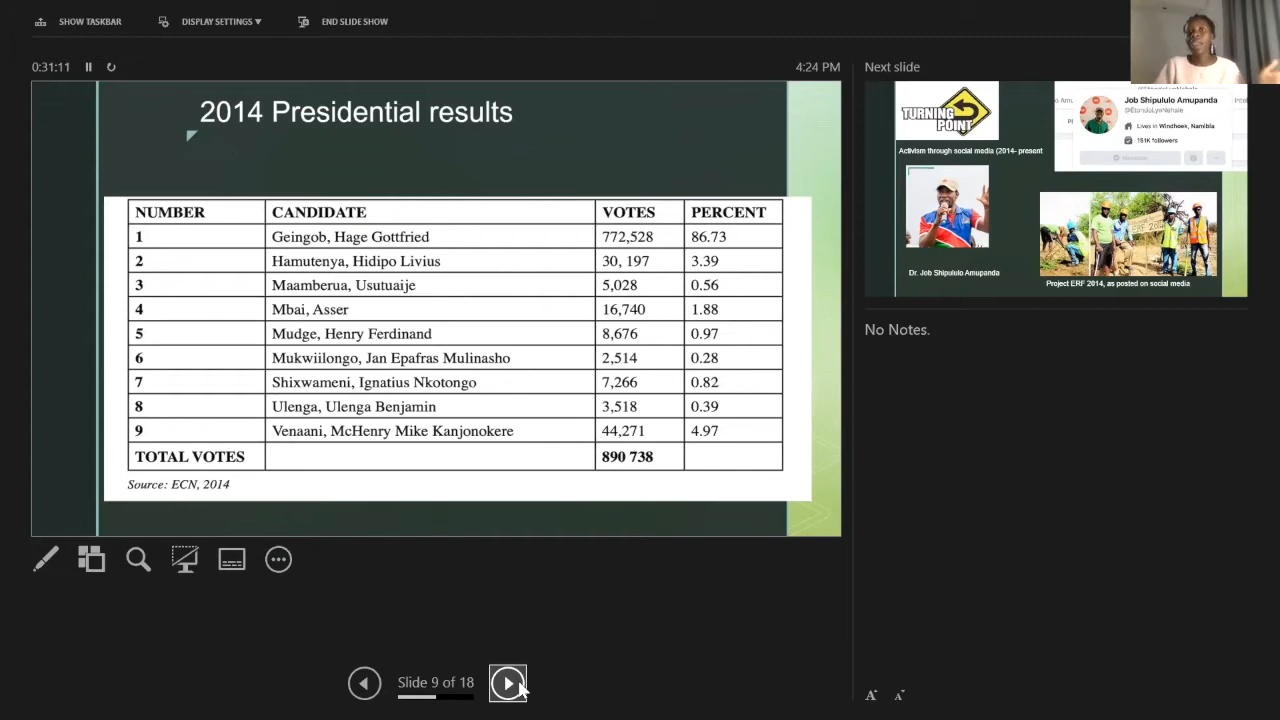 SHOW TASKBAR
DISPLAY SETTINGS ▼
END SLIDE SHOW
0:31:11
4:24 PM
2014 Presidential results
NUMBER CANDIDATE VOTES PERCENT
1 Geingob, Hage Gottfried 772,528 86.73
2 Hamutenya, Hidipo Livius 30, 197 3.39
3 Maamberua, Usutuaije 5,028 0.56
4 Mbai, Asser 16,740 1.88
5 Mudge, Henry Ferdinand 8,676 0.97
6 Mukwiilongo, Jan Epafras Mulinasho 2,514 0.28
7 Shixwameni, Ignatius Nkotongo 7,266 0.82
8 Ulenga, Ulenga Benjamin 3,518 0.39
9 Venaani, McHenry Mike Kanjonokere 44,271 4.97
TOTAL VOTES 890 738
Source: ECN, 2014
Slide 9 of 18
Next slide
TURNING
POINT
Activism through social media (2014- present
Job Shipululo Amupanda
Lives in Windhoek, Namibia
181K followers
Dr. Job Shipululo Amupanda
ERF 2014
Project ERF 2014, as posted on social media
No Notes.
A A